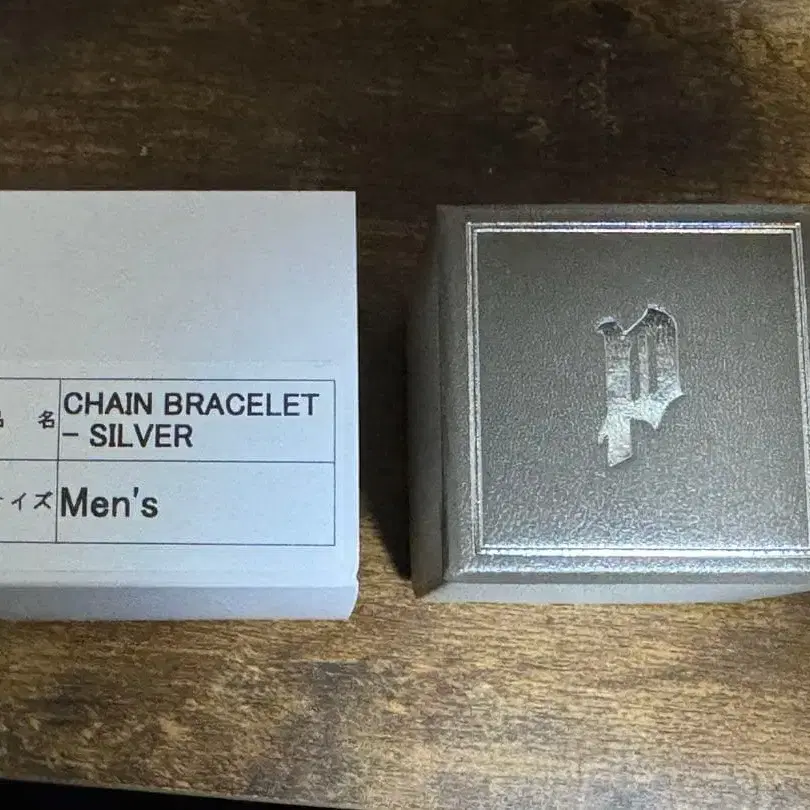 名
CHAIN BRACELET
- SILVER
イズ
Men's
p